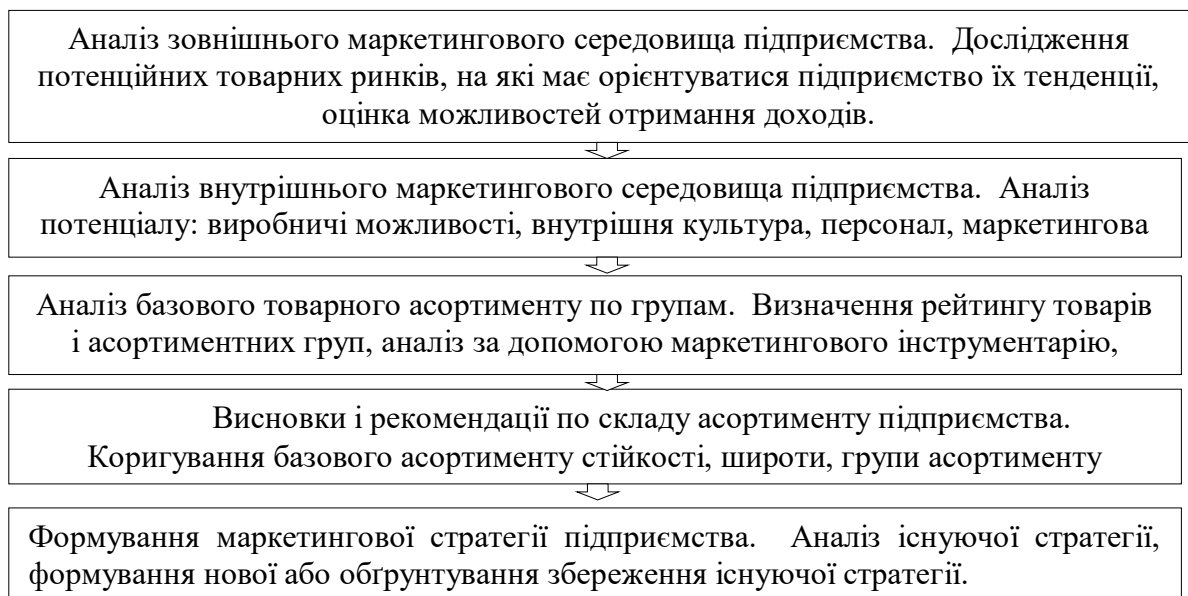 Аналіз зовнішнього маркетингового середовища підприємства. Дослідження
потенційних товарних ринків, на які має орієнтуватися підприємство їх тенденції,
оцінка можливостей отримання доходів.
Аналіз внутрішнього маркетингового середовища підприємства. Аналіз
потенціалу: виробничі можливості, внутрішня культура, персонал, маркетингова
Аналіз базового товарного асортименту по групам. Визначення рейтингу товарів
і асортиментних груп, аналіз за допомогою маркетингового інструментарію,
Висновки і рекомендації по складу асортименту підприємства.
Коригування базового асортименту стійкості, широти, групи асортименту
Формування маркетингової стратегії підприємства. Аналіз існуючої стратегії,
формування нової або обґрунтування збереження існуючої стратегії.